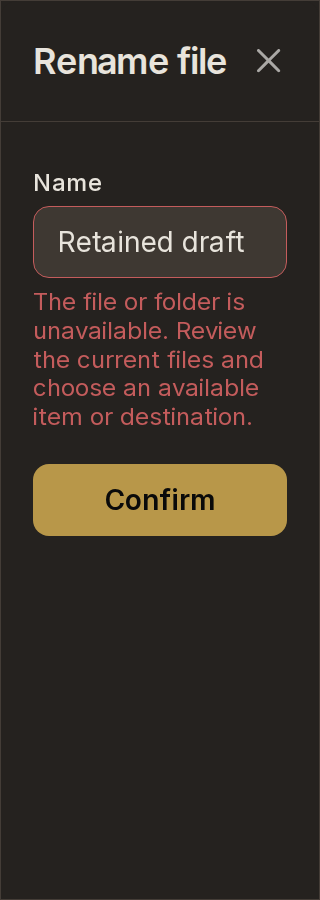 Rename file
Name
Retained draft
The file or folder is
unavailable. Review
the current files and
choose an available
item or destination.
Confirm